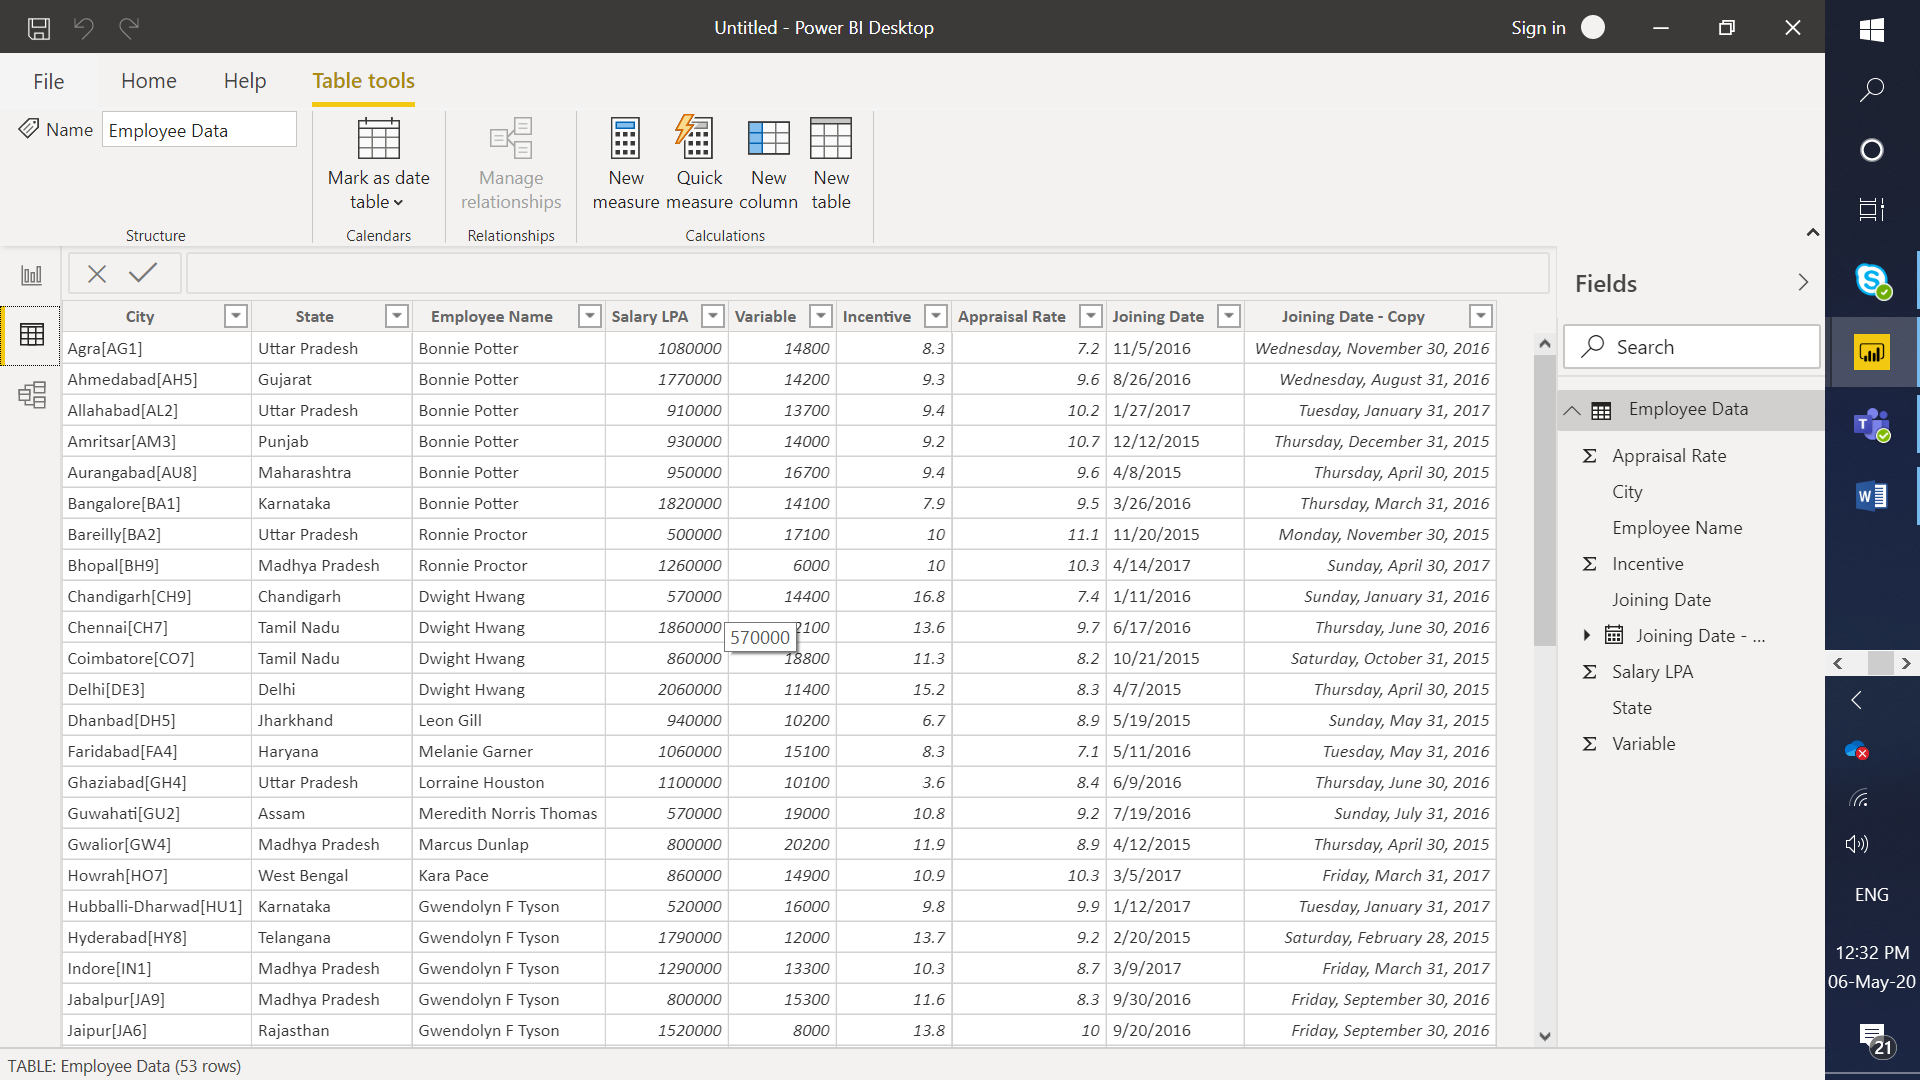 Untitled - Power BI Desktop
Sign in
File Home Help Table tools
Name Employee Data
Mark as date table
Manage relationships
New measure
Quick measure
New column
New table
Structure Calendars Relationships Calculations
City State Employee Name Salary LPA Variable Incentive Appraisal Rate Joining Date Joining Date - Copy
Agra[AG1] Uttar Pradesh Bonnie Potter 1080000 14800 8.3 7.2 11/5/2016 Wednesday, November 30, 2016
Ahmedabad[AH5] Gujarat Bonnie Potter 1770000 14200 9.3 9.6 8/26/2016 Wednesday, August 31, 2016
Allahabad[AL2] Uttar Pradesh Bonnie Potter 910000 13700 9.4 10.2 1/27/2017 Tuesday, January 31, 2017
Amritsar[AM3] Punjab Bonnie Potter 930000 14000 9.2 10.7 12/12/2015 Thursday, December 31, 2015
Aurangabad[AU8] Maharashtra Bonnie Potter 950000 16700 9.4 9.6 4/8/2015 Thursday, April 30, 2015
Bangalore[BA1] Karnataka Bonnie Potter 1820000 14100 7.9 9.5 3/26/2016 Thursday, March 31, 2016
Bareilly[BA2] Uttar Pradesh Ronnie Proctor 500000 17100 10 11.1 11/20/2015 Monday, November 30, 2015
Bhopal[BH9] Madhya Pradesh Ronnie Proctor 1260000 6000 10 10.3 4/14/2017 Sunday, April 30, 2017
Chandigarh[CH9] Chandigarh Dwight Hwang 570000 14400 16.8 7.4 1/11/2016 Sunday, January 31, 2016
Chennai[CH7] Tamil Nadu Dwight Hwang 1860000 2100 13.6 9.7 6/17/2016 Thursday, June 30, 2016
570000
Coimbatore[CO7] Tamil Nadu Dwight Hwang 860000 18800 11.3 8.2 10/21/2015 Saturday, October 31, 2015
Delhi[DE3] Delhi Dwight Hwang 2060000 11400 15.2 8.3 4/7/2015 Thursday, April 30, 2015
Dhanbad[DH5] Jharkhand Leon Gill 940000 10200 6.7 8.9 5/19/2015 Sunday, May 31, 2015
Faridabad[FA4] Haryana Melanie Garner 1060000 15100 8.3 7.1 5/11/2016 Tuesday, May 31, 2016
Ghaziabad[GH4] Uttar Pradesh Lorraine Houston 1100000 10100 3.6 8.4 6/9/2016 Thursday, June 30, 2016
Guwahati[GU2] Assam Meredith Norris Thomas 570000 19000 10.8 9.2 7/19/2016 Sunday, July 31, 2016
Gwalior[GW4] Madhya Pradesh Marcus Dunlap 800000 20200 11.9 8.9 4/12/2015 Thursday, April 30, 2015
Howrah[HO7] West Bengal Kara Pace 860000 14900 10.9 10.3 3/5/2017 Friday, March 31, 2017
Hubballi-Dharwad[HU1] Karnataka Gwendolyn F Tyson 520000 16000 9.8 9.9 1/12/2017 Tuesday, January 31, 2017
Hyderabad[HY8] Telangana Gwendolyn F Tyson 1790000 12000 13.7 9.2 2/20/2015 Saturday, February 28, 2015
Indore[IN1] Madhya Pradesh Gwendolyn F Tyson 1290000 13300 10.3 8.7 3/9/2017 Friday, March 31, 2017
Jabalpur[JA9] Madhya Pradesh Gwendolyn F Tyson 800000 15300 11.6 8.3 9/30/2016 Friday, September 30, 2016
Jaipur[JA6] Rajasthan Gwendolyn F Tyson 1520000 8000 13.8 10 9/20/2016 Friday, September 30, 2016
TABLE: Employee Data (53 rows)
Fields
Search
Employee Data
Σ Appraisal Rate
City
Employee Name
Σ Incentive
Joining Date
Joining Date - ...
Σ Salary LPA
State
Σ Variable
ENG
12:32 PM
06-May-20
21